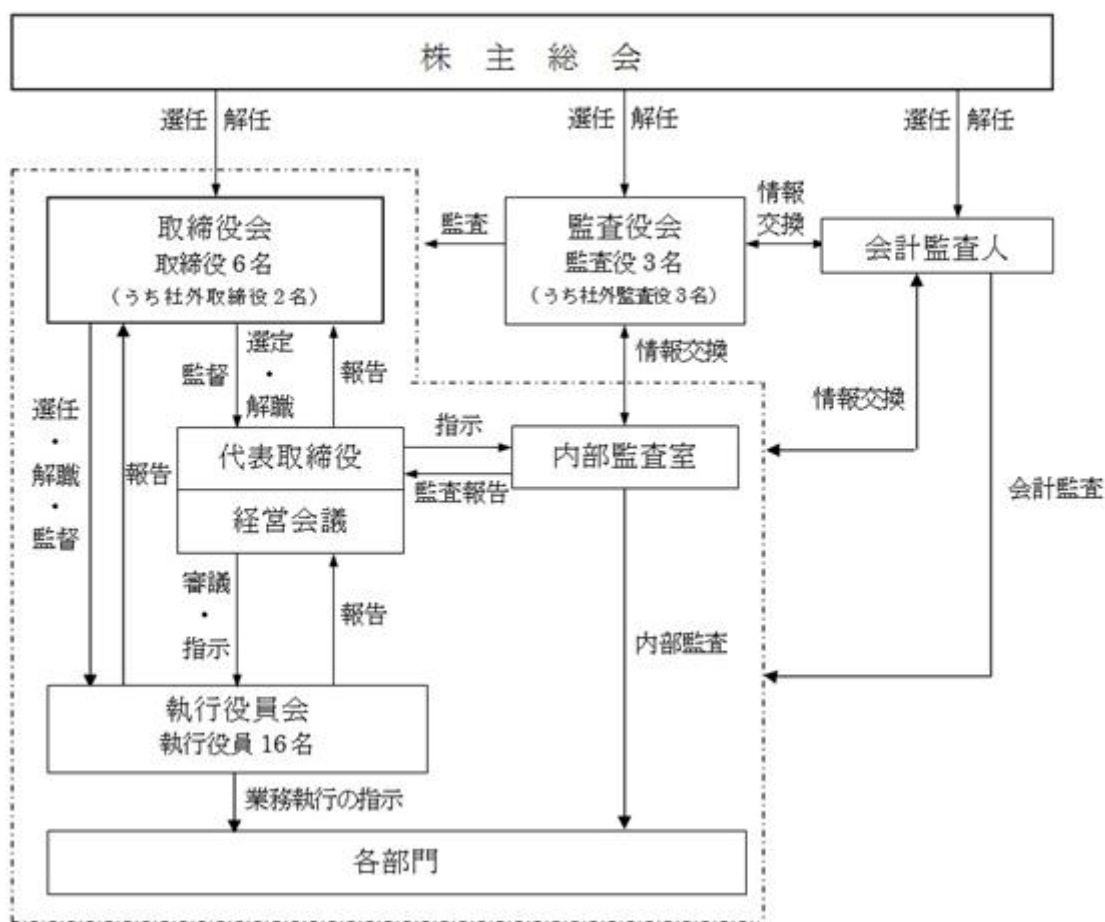 株主総会
選任 解任
選任 解任
選任 解任
取締役会
取締役 6 名
（うち社外取締役 2 名）
監査
監査役会
監査役 3 名
（うち社外監査役 3 名）
情報
交換
会計監査人
選任
・
解職
・
監督
報告
監督
選定
・
解職
報告
情報交換
情報交換
代表取締役
経営会議
指示
監査報告
内部監査室
会計監査
審議
・
指示
報告
内部監査
執行役員会
執行役員 16 名
業務執行の指示
各部門